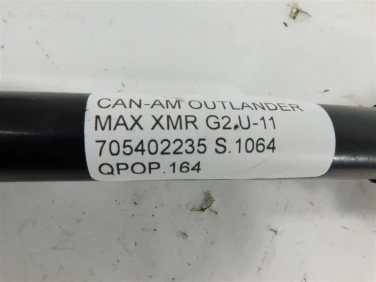 CAN-AM OUTLANDER
MAX XMR G2.U-11
705402235 S.1064
QPOP.164